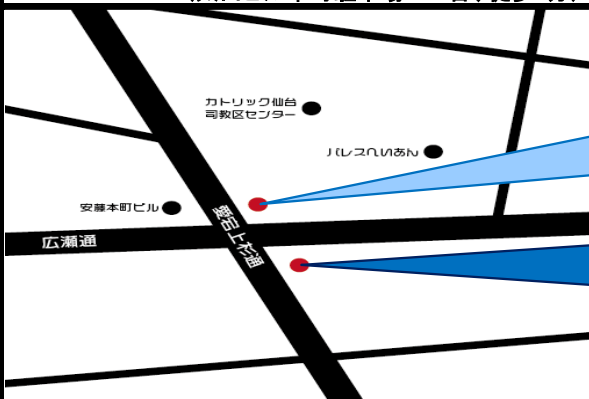 カトリック仙台
司教区センター
パレスへいあん
安藤本町ビル
広瀬通
愛宕上杉通